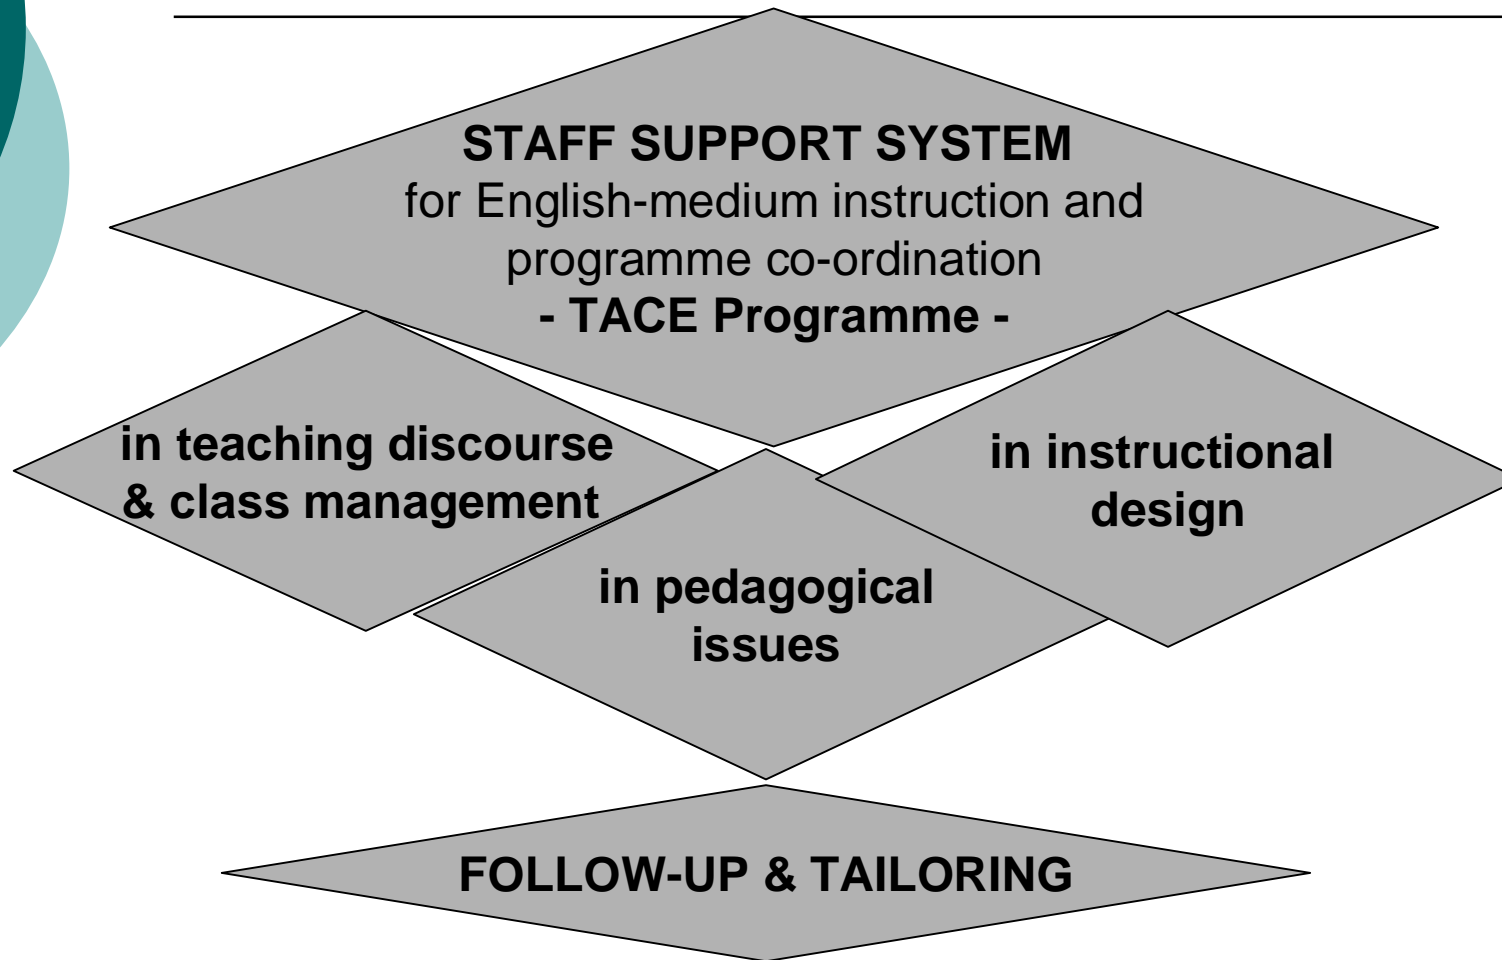 STAFF SUPPORT SYSTEM
for English-medium instruction and
programme co-ordination
- TACE Programme -
in teaching discourse
& class management
in instructional
design
in pedagogical
issues
FOLLOW-UP & TAILORING